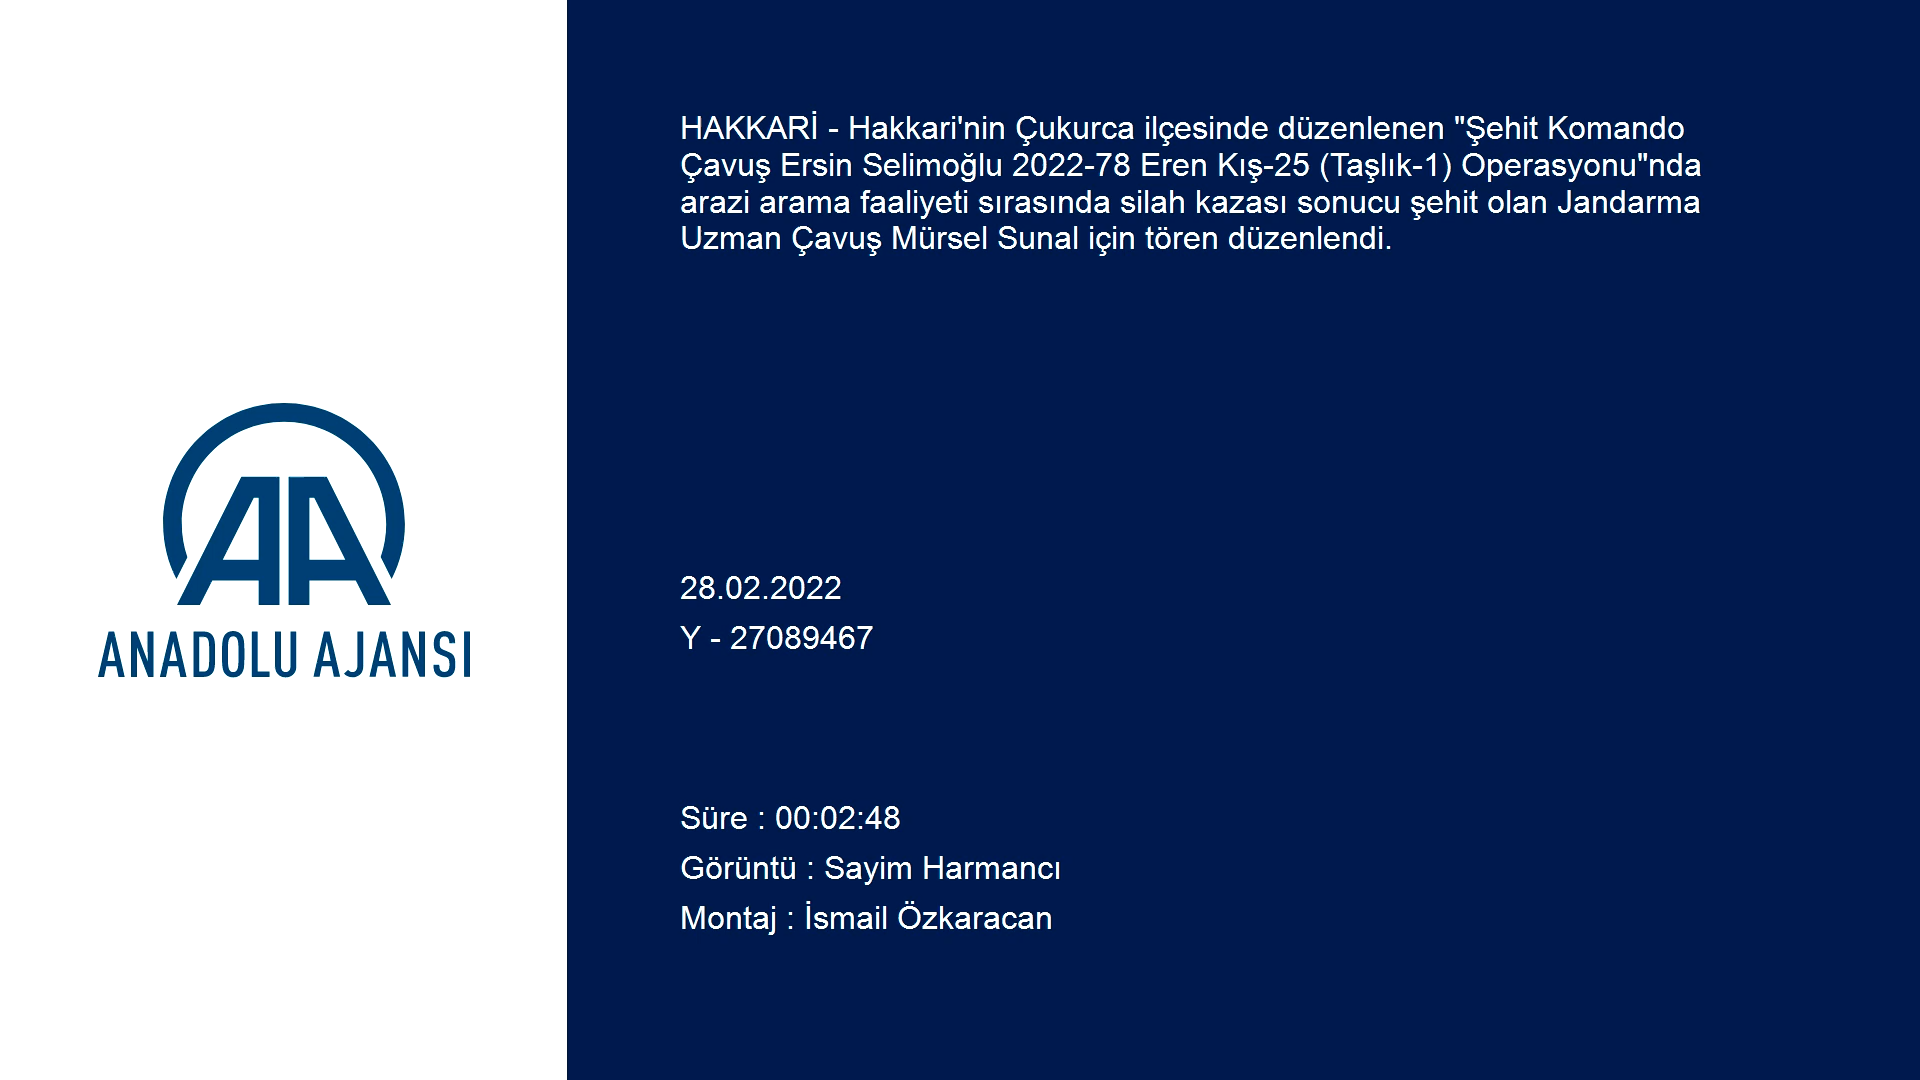 HAKKARİ - Hakkari'nin Çukurca ilçesinde düzenlenen "Şehit Komando
Çavuş Ersin Selimoğlu 2022-78 Eren Kış-25 (Taşlık-1) Operasyonu"nda
arazi arama faaliyeti sırasında silah kazası sonucu şehit olan Jandarma
Uzman Çavuş Mürsel Sunal için tören düzenlendi.
AA
ANADOLU AJANSI
28.02.2022
Y - 27089467
Süre : 00:02:48
Görüntü : Sayim Harmancı
Montaj : İsmail Özkaracan